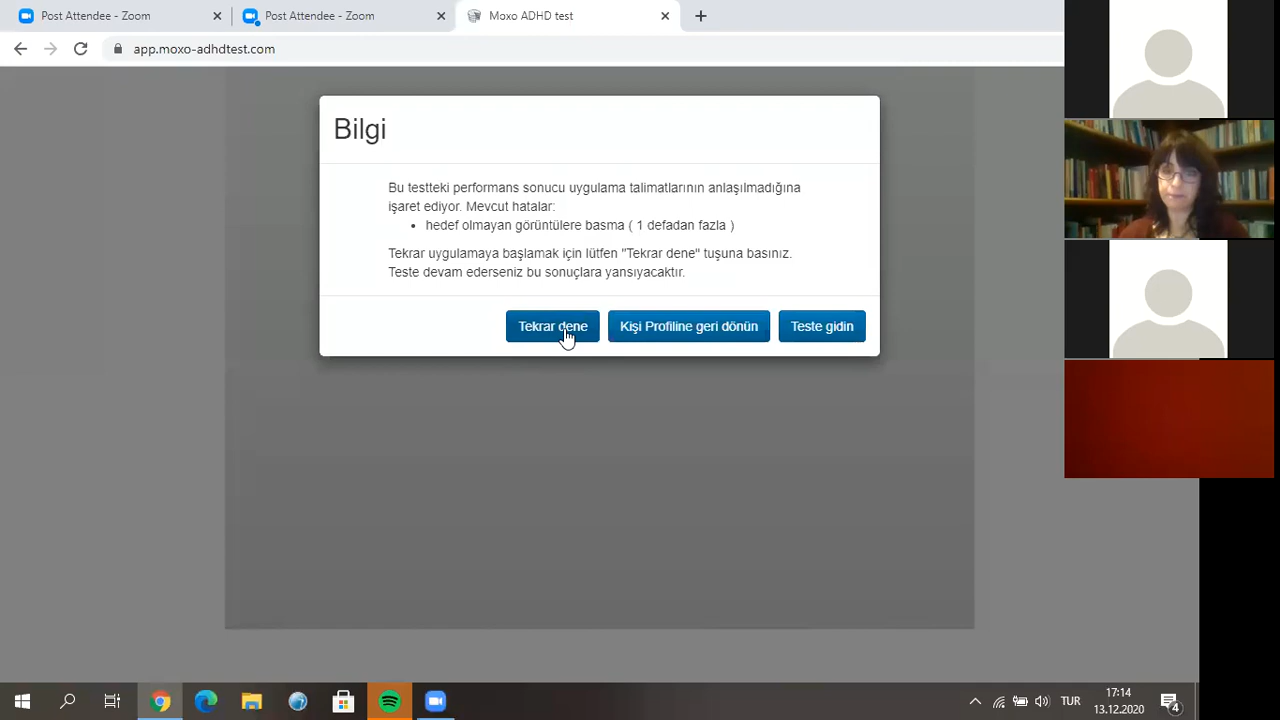 Post Attendee - Zoom
Post Attendee - Zoom
Moxo ADHD test
app.moxo-adhdtest.com
Bilgi
Bu testteki performans sonucu uygulama talimatlarının anlaşılmadığına
işaret ediyor. Mevcut hatalar:
• hedef olmayan görüntülere basma ( 1 defadan fazla )
Tekrar uygulamaya başlamak için lütfen "Tekrar dene" tuşuna basınız.
Teste devam ederseniz bu sonuçlara yansıyacaktır.
Tekrar dene
Kişi Profiline geri dönün
Teste gidin
TUR
17:14
13.12.2020
4